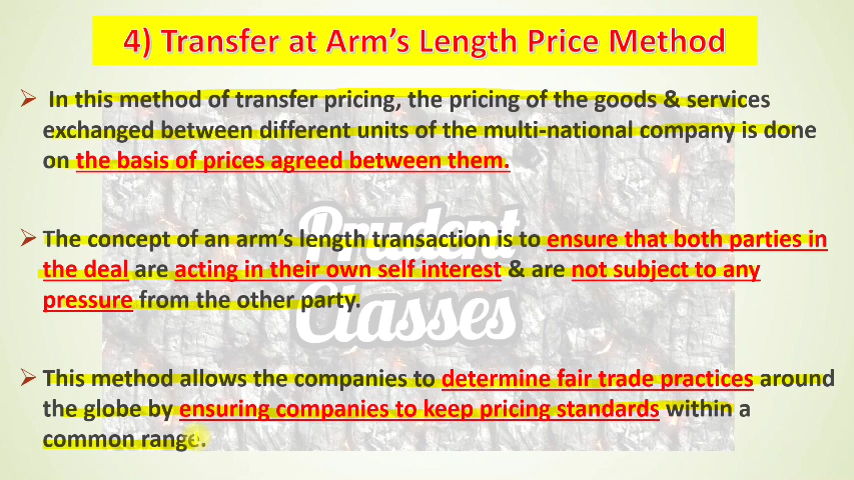 4) Transfer at Arm's Length Price Method
➢ In this method of transfer pricing, the pricing of the goods & services
exchanged between different units of the multi-national company is done
on the basis of prices agreed between them.
➢ The concept of an arm's length transaction is to ensure that both parties in
the deal are acting in their own self interest & are not subject to any
pressure from the other party.
➢ This method allows the companies to determine fair trade practices around
the globe by ensuring companies to keep pricing standards within a
common range.
Prudent
Classes